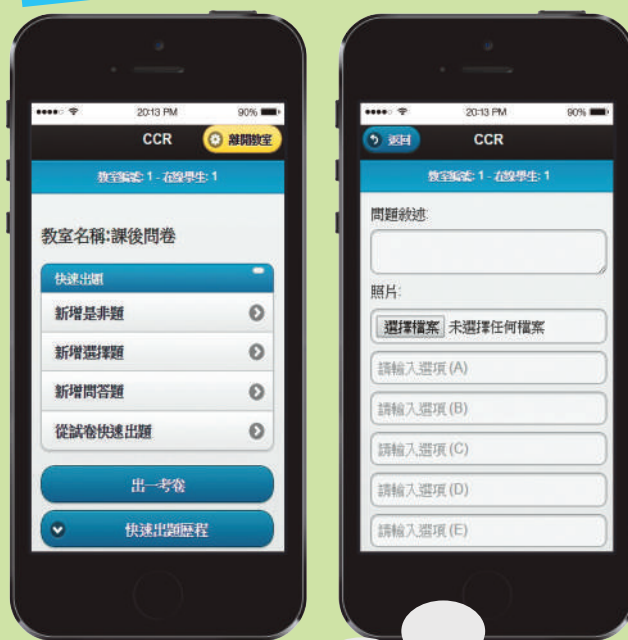 20:13 PM
90%
CCR
離開教室
教室編號: 1 - 在線學生: 1
教室名稱:課後問卷
快速出題
新增是非題
新增選擇題
新增問答題
從試卷快速出題
出一考卷
快速出題歷程
20:13 PM
90%
返回
CCR
教室編號: 1 - 在線學生: 1
問題敘述:
照片:
選擇檔案 未選擇任何檔案
請輸入選項 (A)
請輸入選項 (B)
請輸入選項 (C)
請輸入選項 (D)
請輸入選項 (E)